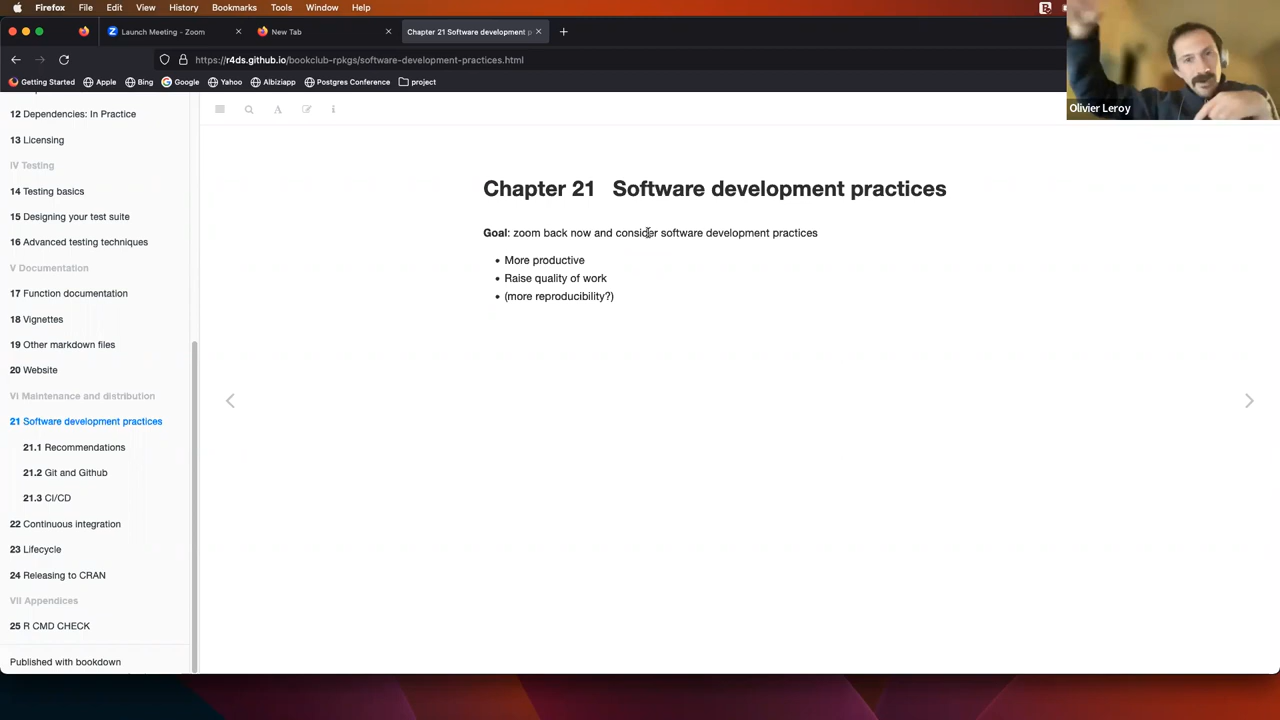 Firefox File Edit View History Bookmarks Tools Window Help
Launch Meeting - Zoom × New Tab × Chapter 21 Software development p × +
https://r4ds.github.io/bookclub-rpkgs/software-development-practices.html
Getting Started Apple Bing Google Yahoo Albiziapp Postgres Conference project
Olivier Leroy
12 Dependencies: In Practice
13 Licensing
IV Testing
14 Testing basics
15 Designing your test suite
16 Advanced testing techniques
V Documentation
17 Function documentation
18 Vignettes
19 Other markdown files
20 Website
VI Maintenance and distribution
21 Software development practices
21.1 Recommendations
21.2 Git and Github
21.3 CI/CD
22 Continuous integration
23 Lifecycle
24 Releasing to CRAN
VII Appendices
25 R CMD CHECK
Published with bookdown
Chapter 21 Software development practices
Goal: zoom back now and consider software development practices
• More productive
• Raise quality of work
• (more reproducibility?)